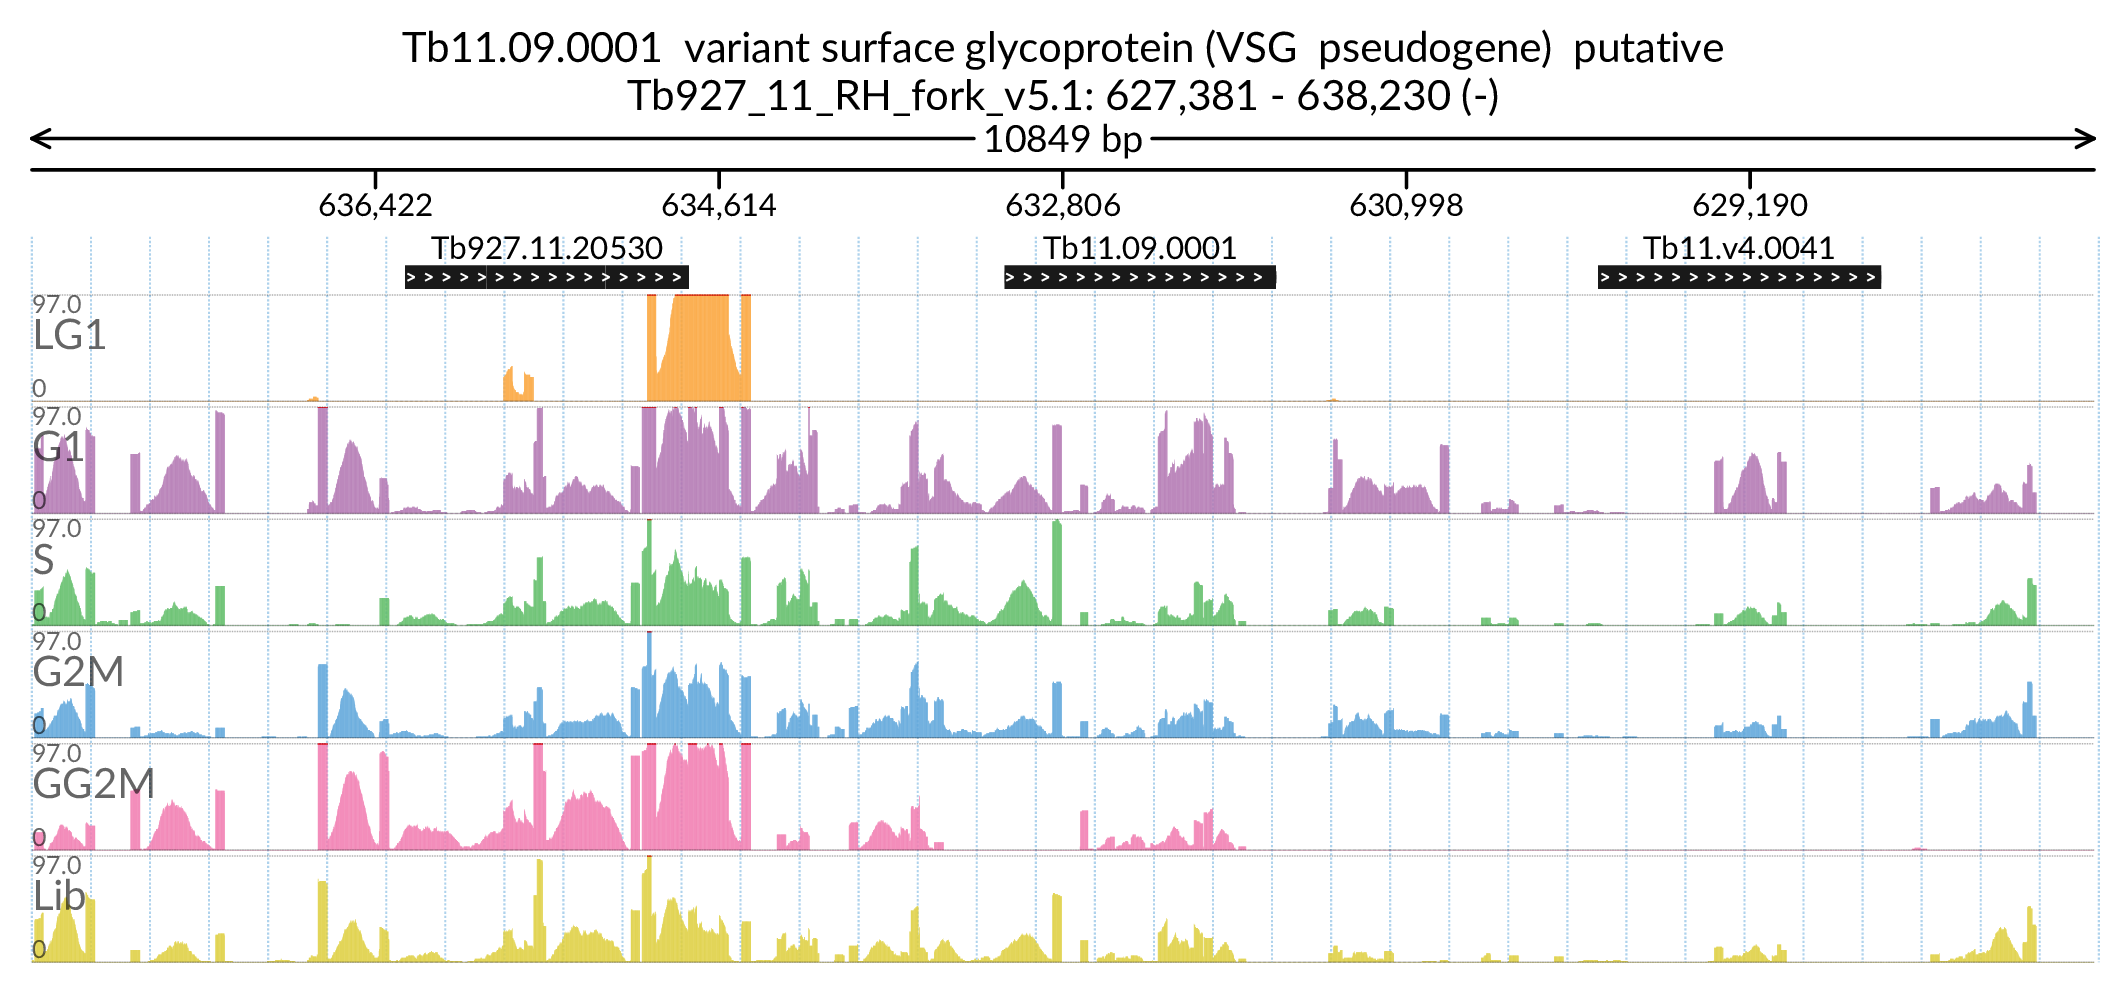 Tb11.09.0001 variant surface glycoprotein (VSG pseudogene) putative
Tb927_11_RH_fork_v5.1: 627,381 - 638,230 (-)
10849 bp
636,422 634,614 632,806 630,998 629,190
Tb927.11.20530 Tb11.09.0001 Tb11.v4.0041
97.0
LG1
0
97.0
G1
0
97.0
S
0
97.0
G2M
0
97.0
GG2M
0
97.0
Lib
0